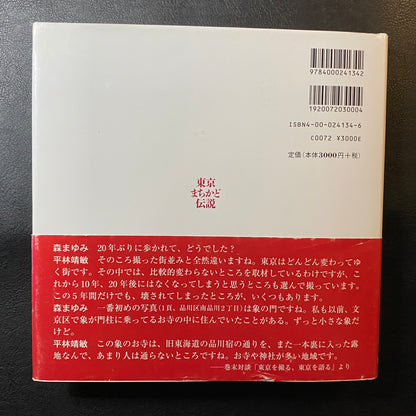 9784000241342
1920072030004
ISBN4-00-024134-6
C0072 ¥3000E
定価(本体3000円+税)
東京
まちかど
伝説
森まゆみ 20年ぶりに歩かれて、どうでした?
平林靖敏 そのころ撮った街並みと全然違いますね。東京はどんどん変わってゆ
く街です。その中では、比較的変わらないところを取材しているわけですが、こ
れから10年、20年後にはなくなってしまうと思うところも選んで撮っています。
この5年間だけでも、壊されてしまったところが、いくつもあります。
森まゆみ 一番初めの写真(1頁、品川区南品川2丁目)は象の門ですね。私も以前、文
京区で象が門柱に乗ってるお寺の中に住んでいたことがある。ずっと小さな象だけ
ど。
平林靖敏 この象のお寺は、旧東海道の品川宿の通りを、また一本裏に入った露
地なんで、あまり人は通らないところですね。お寺や神社が多い地域です。
――巻末対談「東京を撮る、東京を語る」より